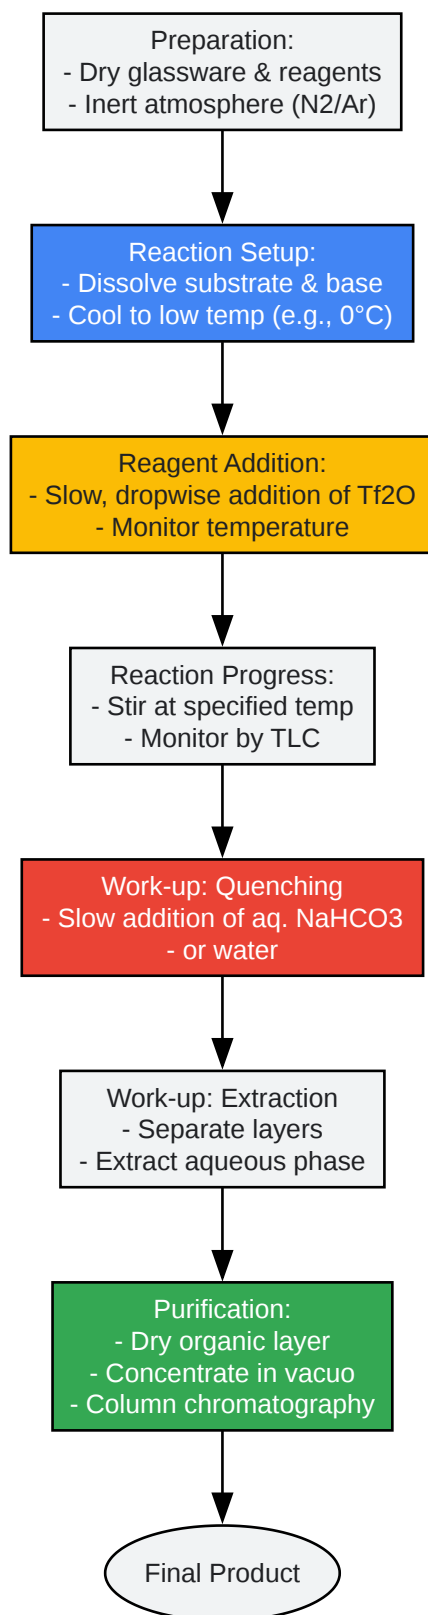 Preparation:
- Dry glassware & reagents
- Inert atmosphere (N2/Ar)
Reaction Setup:
- Dissolve substrate & base
- Cool to low temp (e.g., 0°C)
Reagent Addition:
- Slow, dropwise addition of Tf2O
- Monitor temperature
Reaction Progress:
- Stir at specified temp
- Monitor by TLC
Work-up: Quenching
- Slow addition of aq. NaHCO3
- or water
Work-up: Extraction
- Separate layers
- Extract aqueous phase
Purification:
- Dry organic layer
- Concentrate in vacuo
- Column chromatography
Final Product